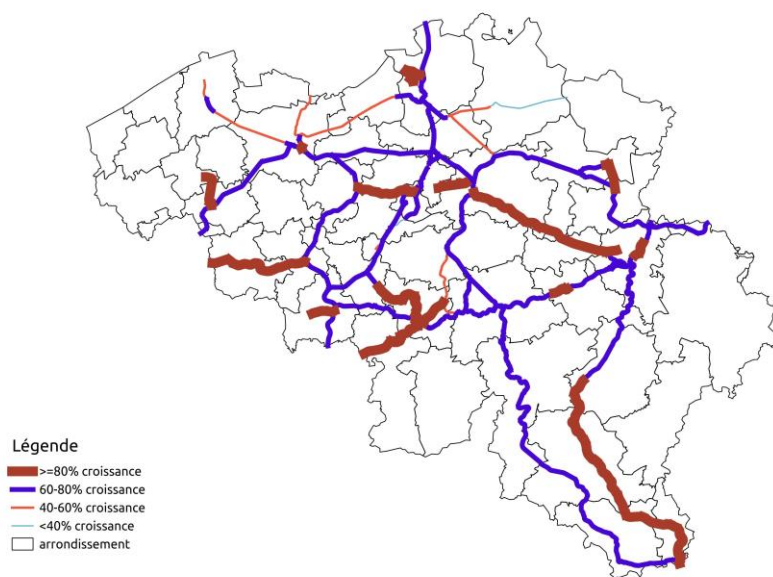 Légende
>=80% croissance
60-80% croissance
40-60% croissance
<40% croissance
arrondissement